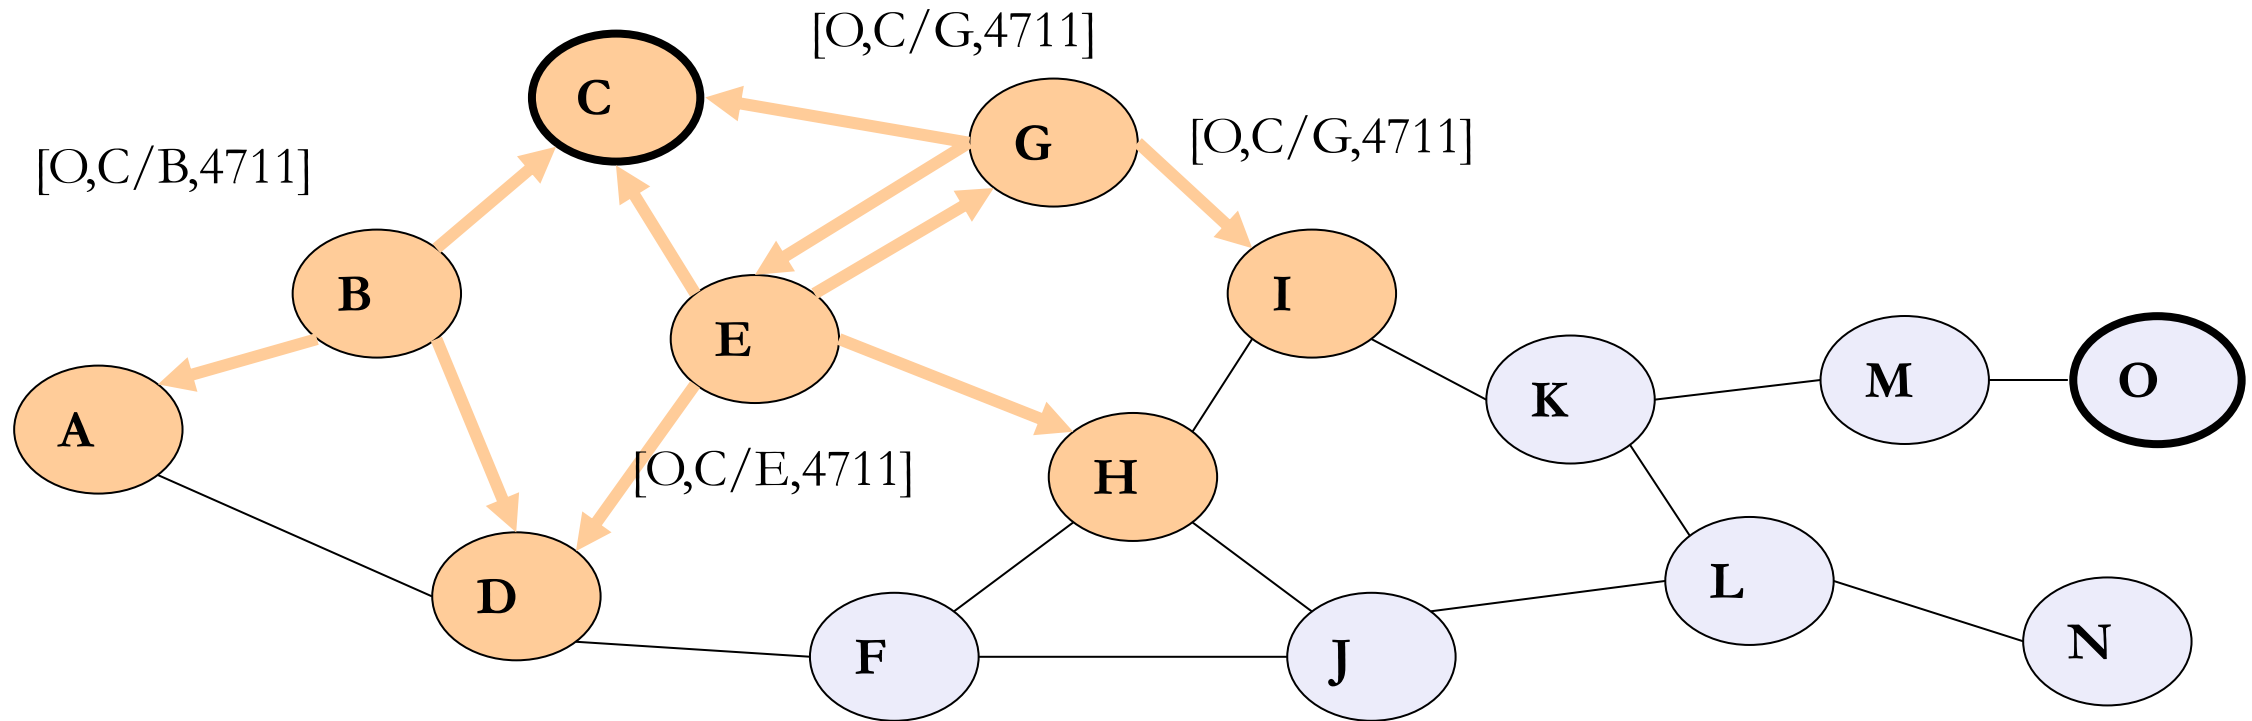 [O,C/G,4711]
C
G
[O,C/G,4711]
[O,C/B,4711]
B
I
E
M
O
K
A
[O,C/E,4711]
H
L
D
N
F
J